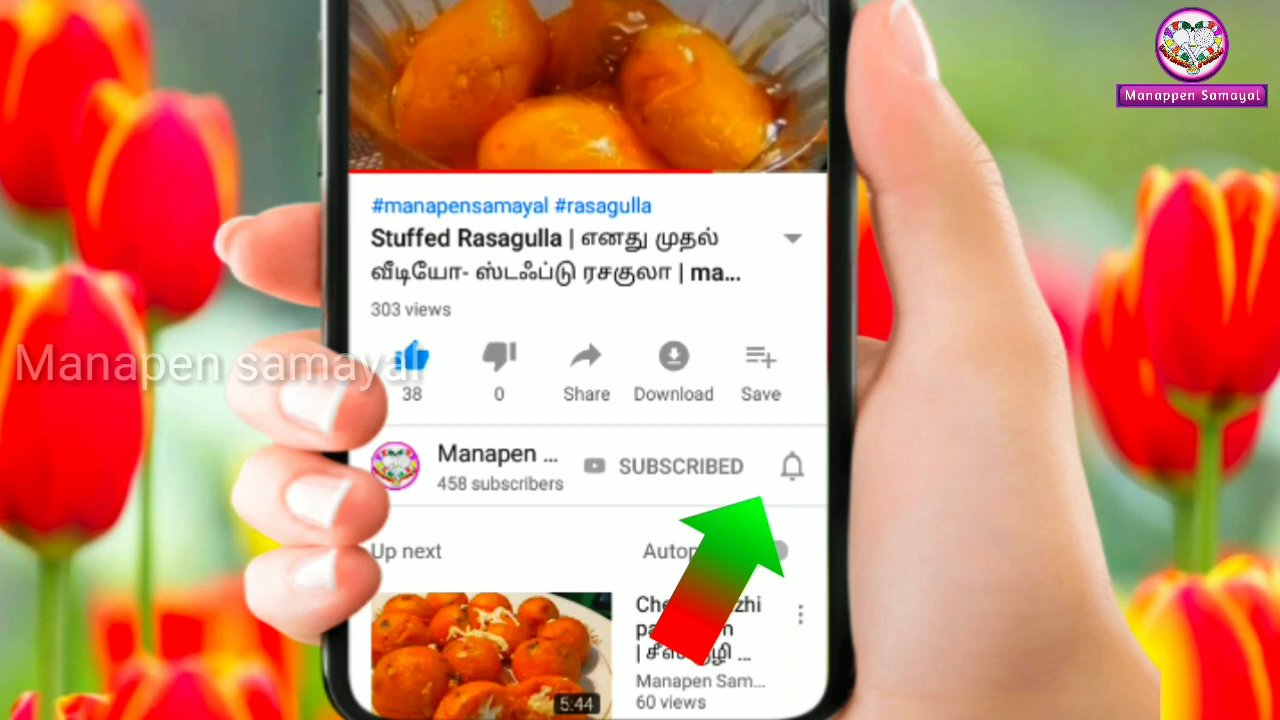 Manappen Samayal
#manapensamayal #rasagulla
Stuffed Rasagulla | எனது முதல்
வீடியோ- ஸ்டஃப்டு ரசகுலா | ma...
303 views
Manapen samayal
38
0
Share
Download
Save
Manapen ...
SUBSCRIBED
458 subscribers
Up next
5:44
Manapen Sam...
60 views